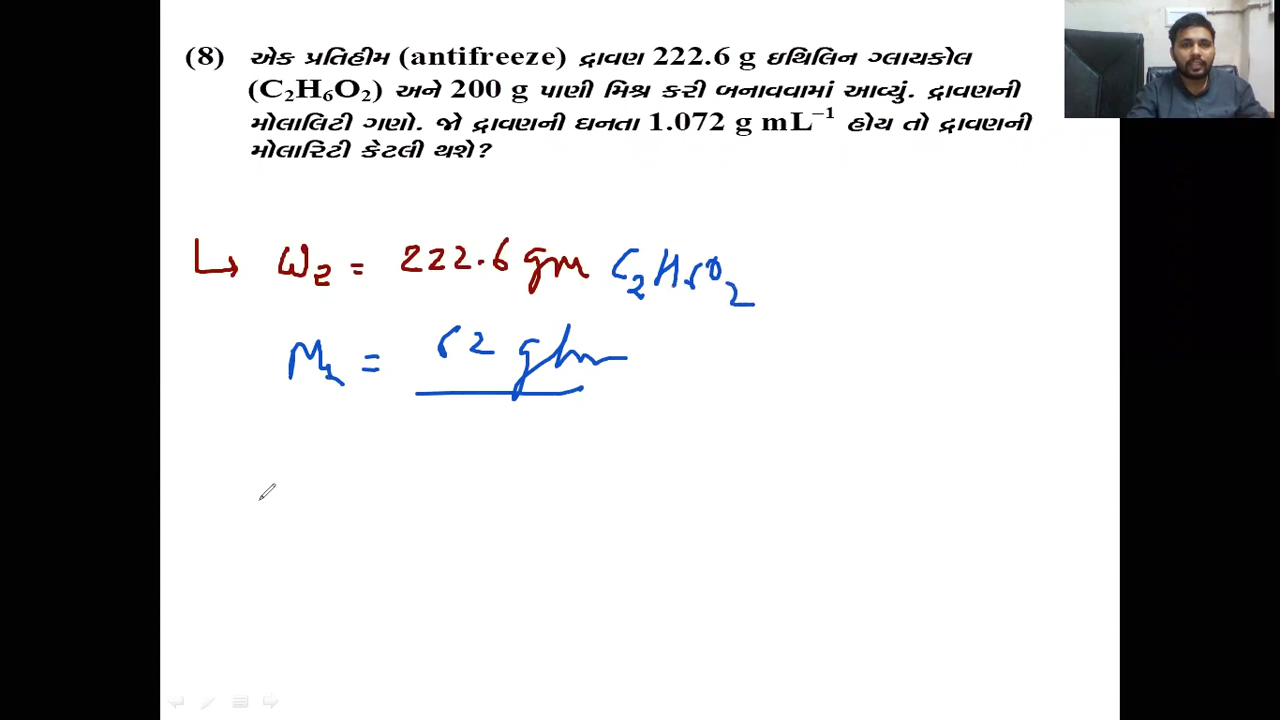 (8) એક પ્રતિહીમ (antifreeze) દ્રાવણ 222.6 g ઇથિલિન ગ્લાયકોલ
(C₂H₆O₂) અને 200 g પાણી મિશ્ર કરી બનાવવામાં આવ્યું. દ્રાવણની
મોલાલિટી ગણો. જો દ્રાવણની ઘનતા 1.072 g mL⁻¹ હોય તો દ્રાવણની
મોલારિટી કેટલી થશે?
↳ W₂ = 222.6 gm C₂H₆O₂
M₂ = 62 g/m